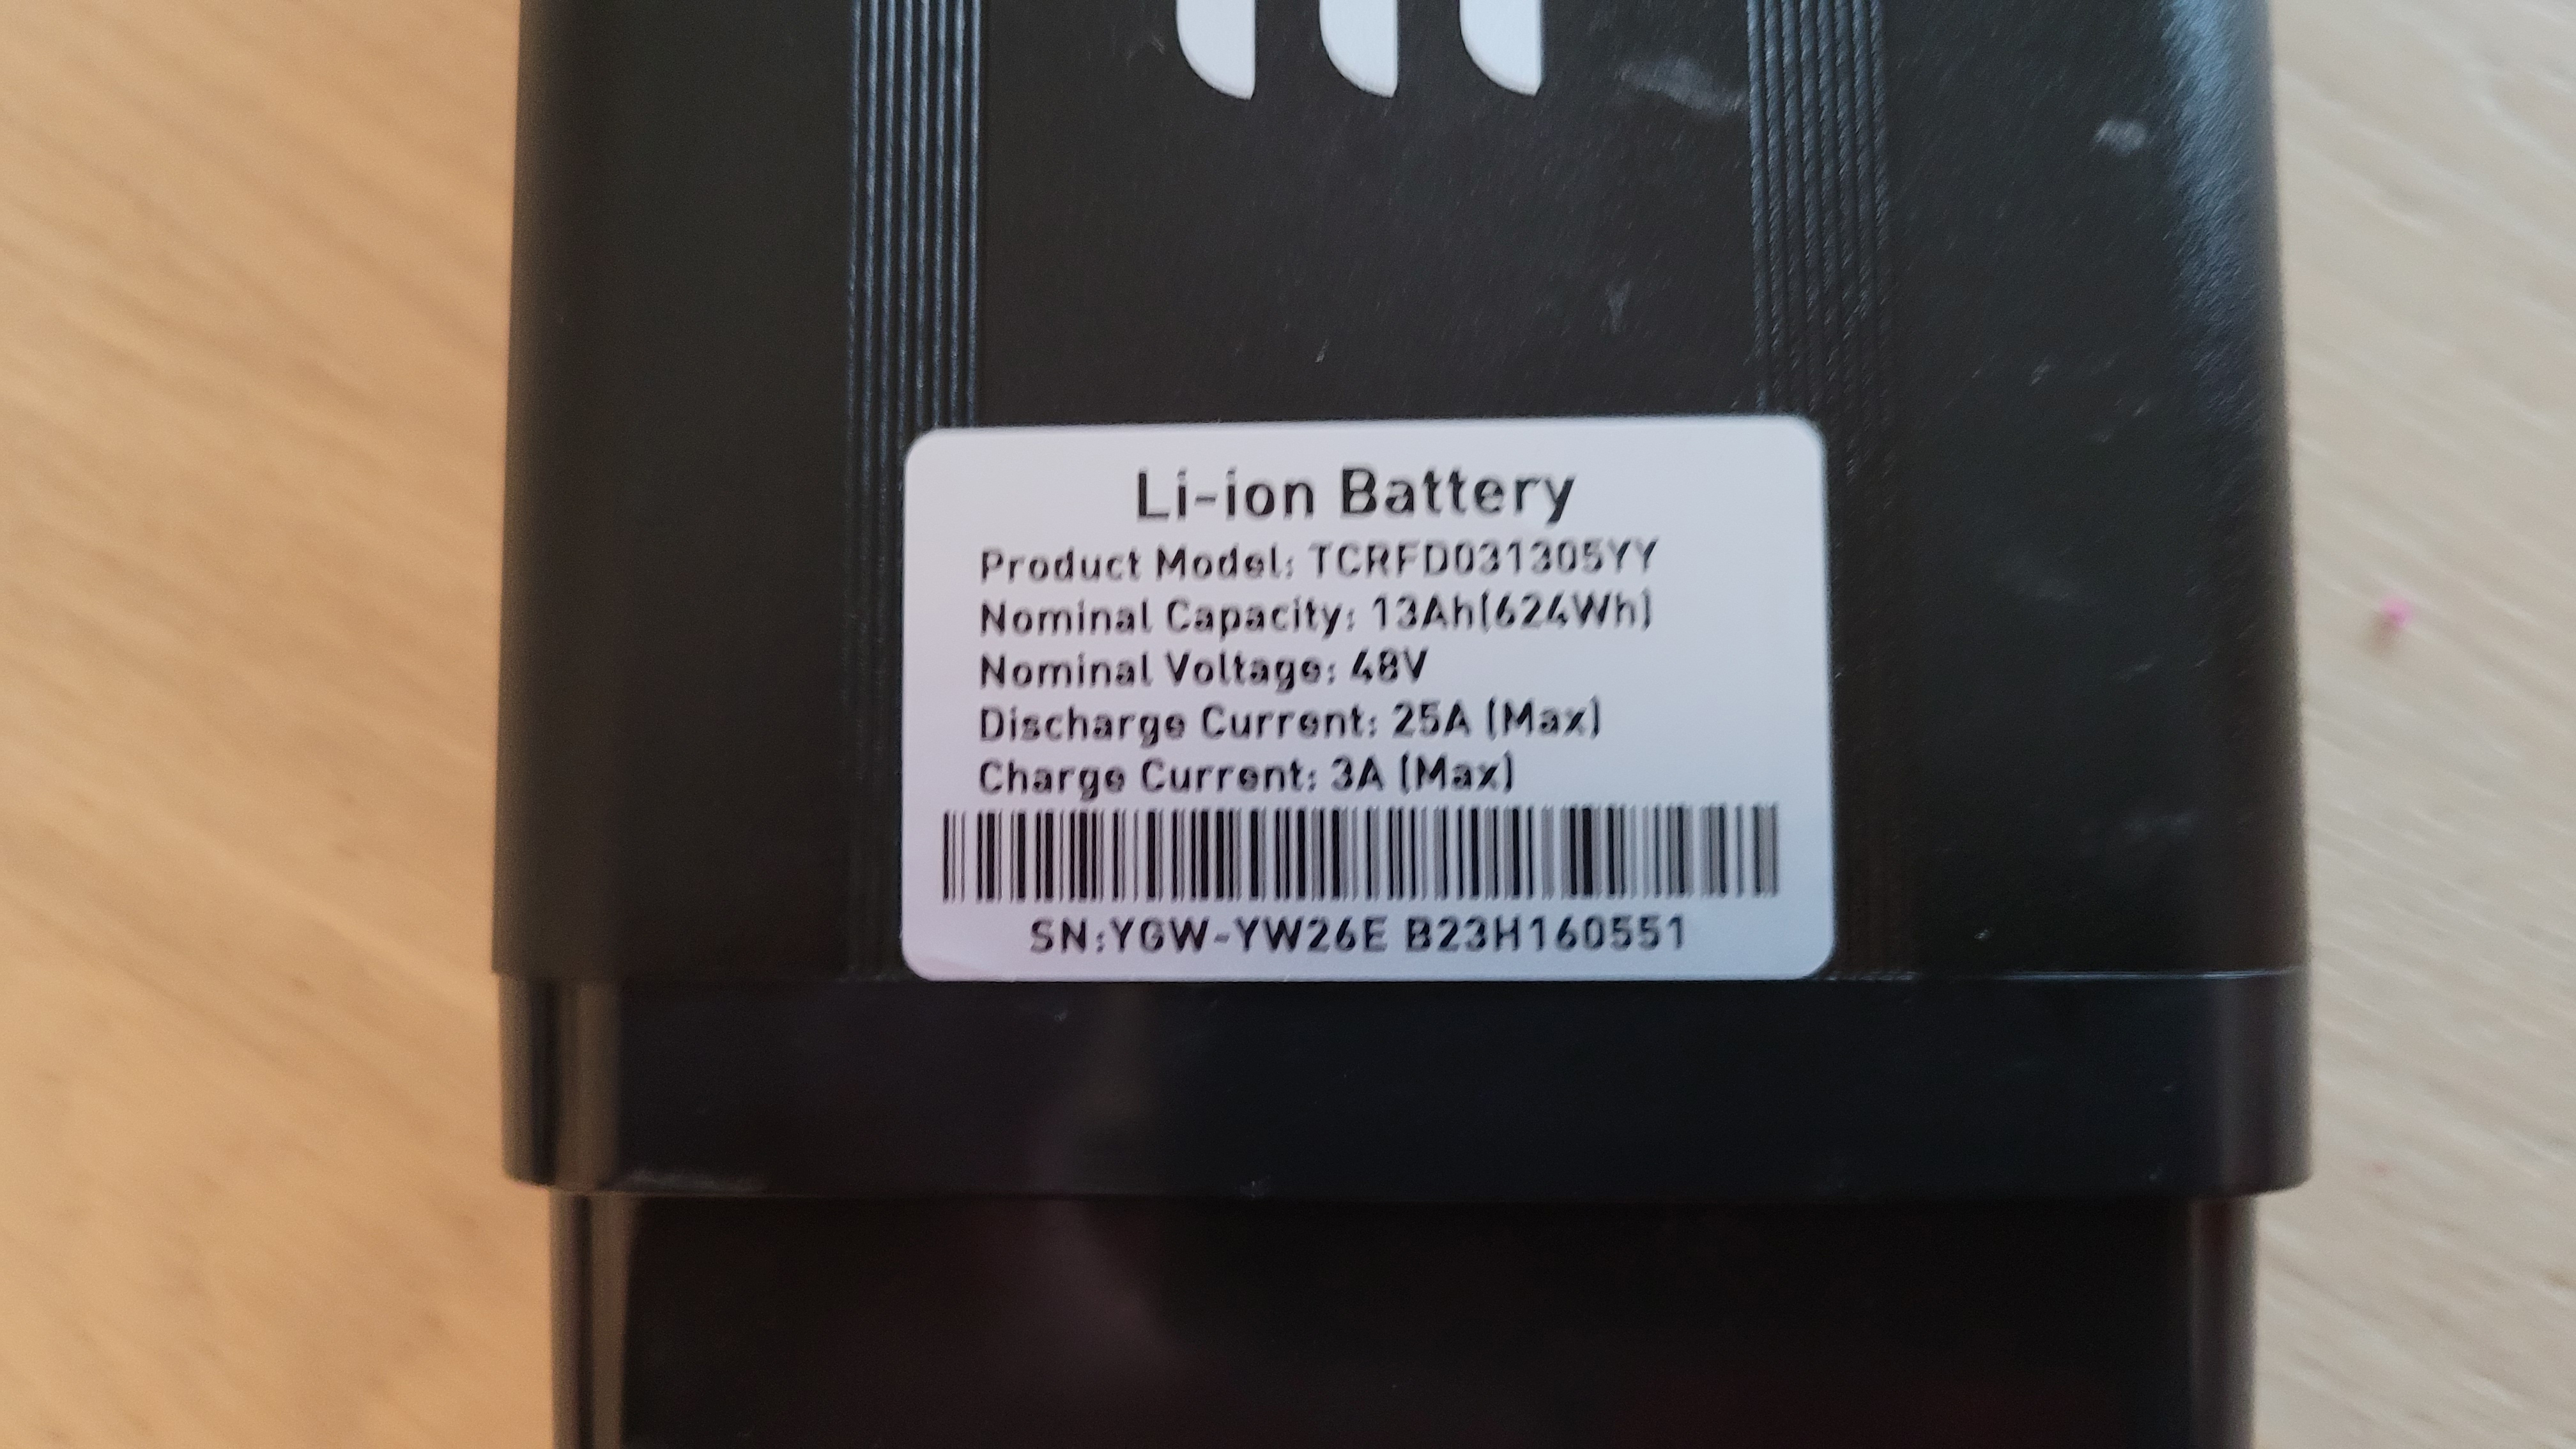 Li-ion Battery
Product Model: TCRFD031305YY
Nominal Capacity: 13Ah(624Wh)
Nominal Voltage: 48V
Discharge Current: 25A (Max)
Charge Current: 3A (Max)
SN:YGW-YW26E B23H160551